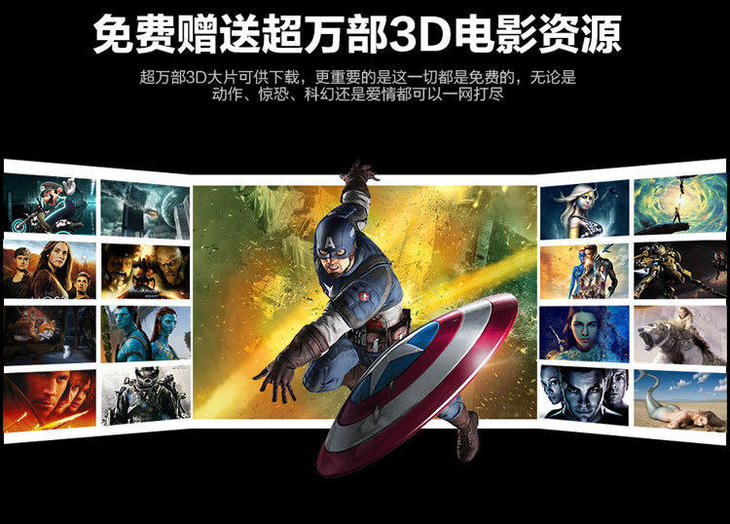 免费赠送超万部3D电影资源
超万部3D大片可供下载，更重要的是这一切都是免费的，无论是
动作、惊恐、科幻还是爱情都可以一网打尽
A